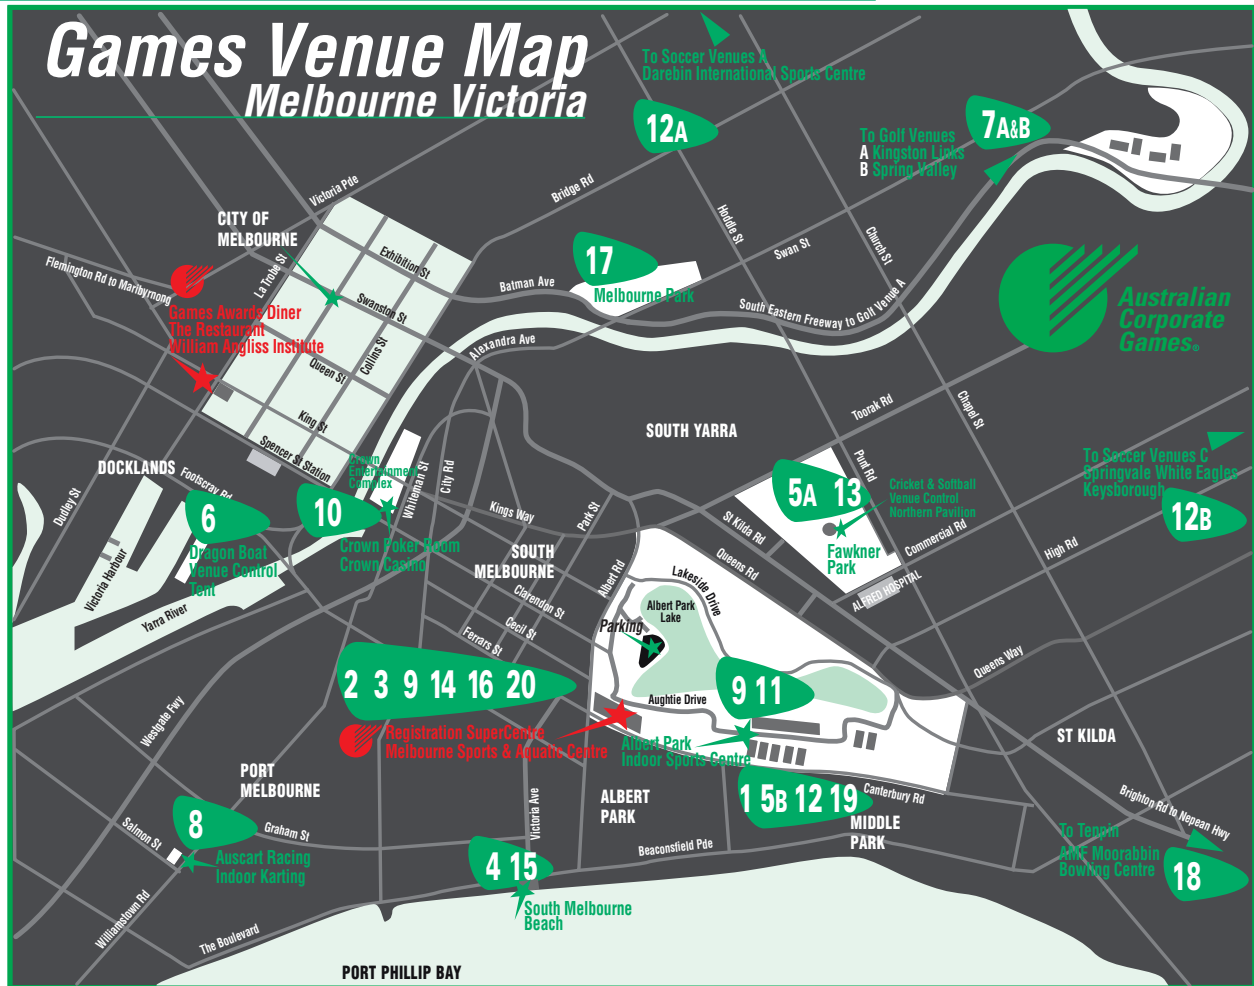 Games Venue Map
Melbourne Victoria
To Soccer Venues A
Darebin International Sports Centre
12A
7A&B
To Golf Venues
A Kingston Links
B Spring Valley
Victoria Pde
Bridge Rd
Hoddle St
Church St
Swan St
CITY OF
MELBOURNE
Exhibition St
La Trobe St
Flemington Rd to Maribyrnong
17
Melbourne Park
Batman Ave
Swanston St
South Eastern Freeway to Golf Venue A
Australian
Corporate
Games®
Games Awards Diner
The Restaurant
William Angliss Institute
Collins St
Alexandra Ave
Queen St
King St
Spencer St Station
Toorak Rd
Chapel St
SOUTH YARRA
DOCKLANDS
Footscray Rd
Dudley St
Crown
Entertainment
Complex
Whiteman St
City Rd
Kings Way
Park St
Punt Rd
5A 13
Cricket & Softball
Venue Control
Northern Pavilion
To Soccer Venues C
Springvale White Eagles
Keysborough
12B
6
Dragon Boat
Venue Control
Tent
10
Crown Poker Room
Crown Casino
St Kilda Rd
Queens Rd
Fawkner
Park
Commercial Rd
High Rd
ALFRED HOSPITAL
SOUTH
MELBOURNE
Victoria Harbour
Yarra River
Albert Rd
Lakeside Drive
Clarendon St
Cecil St
Ferrars St
Albert Park
Lake
Parking
Queens Way
2 3 9 14 16 20
9 11
Aughtie Drive
Registration SuperCentre
Melbourne Sports & Aquatic Centre
Albert Park
Indoor Sports Centre
Westgate Fwy
ST KILDA
PORT
MELBOURNE
1 5B 12 19
Canterbury Rd
ALBERT
PARK
MIDDLE
PARK
Victoria Ave
Brighton Rd to Nepean Hwy
8
Graham St
Salmon St
Auscart Racing
Indoor Karting
Beaconsfield Pde
To Tenpin
AMF Moorabbin
Bowling Centre
18
4 15
South Melbourne
Beach
Williamstown Rd
The Boulevard
PORT PHILLIP BAY